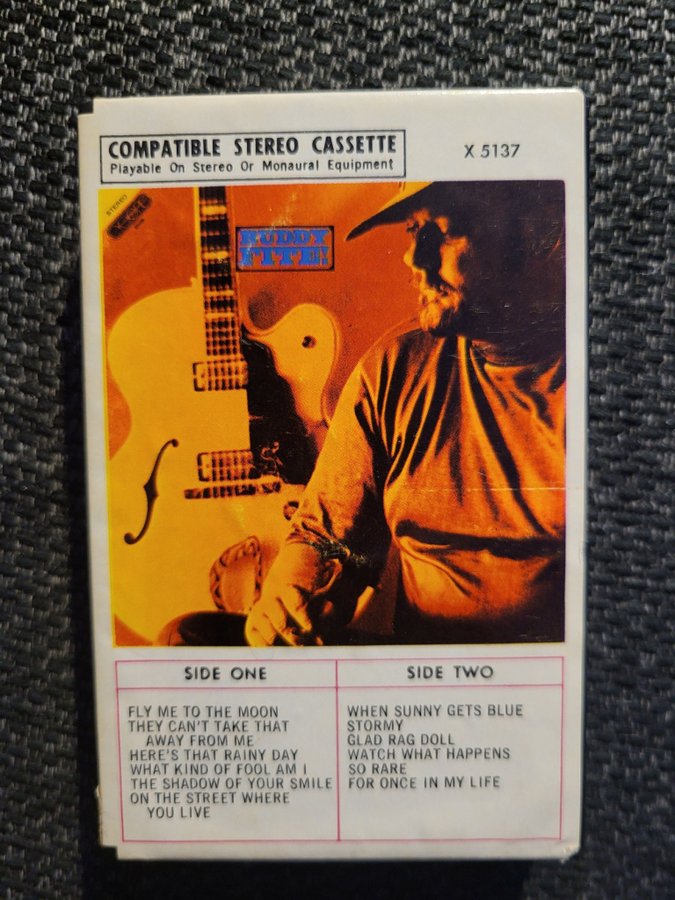 COMPATIBLE STEREO CASSETTE
Playable On Stereo Or Monaural Equipment
X 5137
STEREO
BUDDY
FITE
SIDE ONE
FLY ME TO THE MOON
THEY CAN'T TAKE THAT
AWAY FROM ME
HERE'S THAT RAINY DAY
WHAT KIND OF FOOL AM I
THE SHADOW OF YOUR SMILE
ON THE STREET WHERE
YOU LIVE
SIDE TWO
WHEN SUNNY GETS BLUE
STORMY
GLAD RAG DOLL
WATCH WHAT HAPPENS
SO RARE
FOR ONCE IN MY LIFE